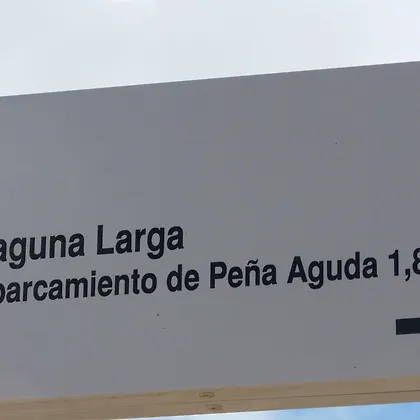 aguna Larga
parcamiento de Peña Aguda 1,8